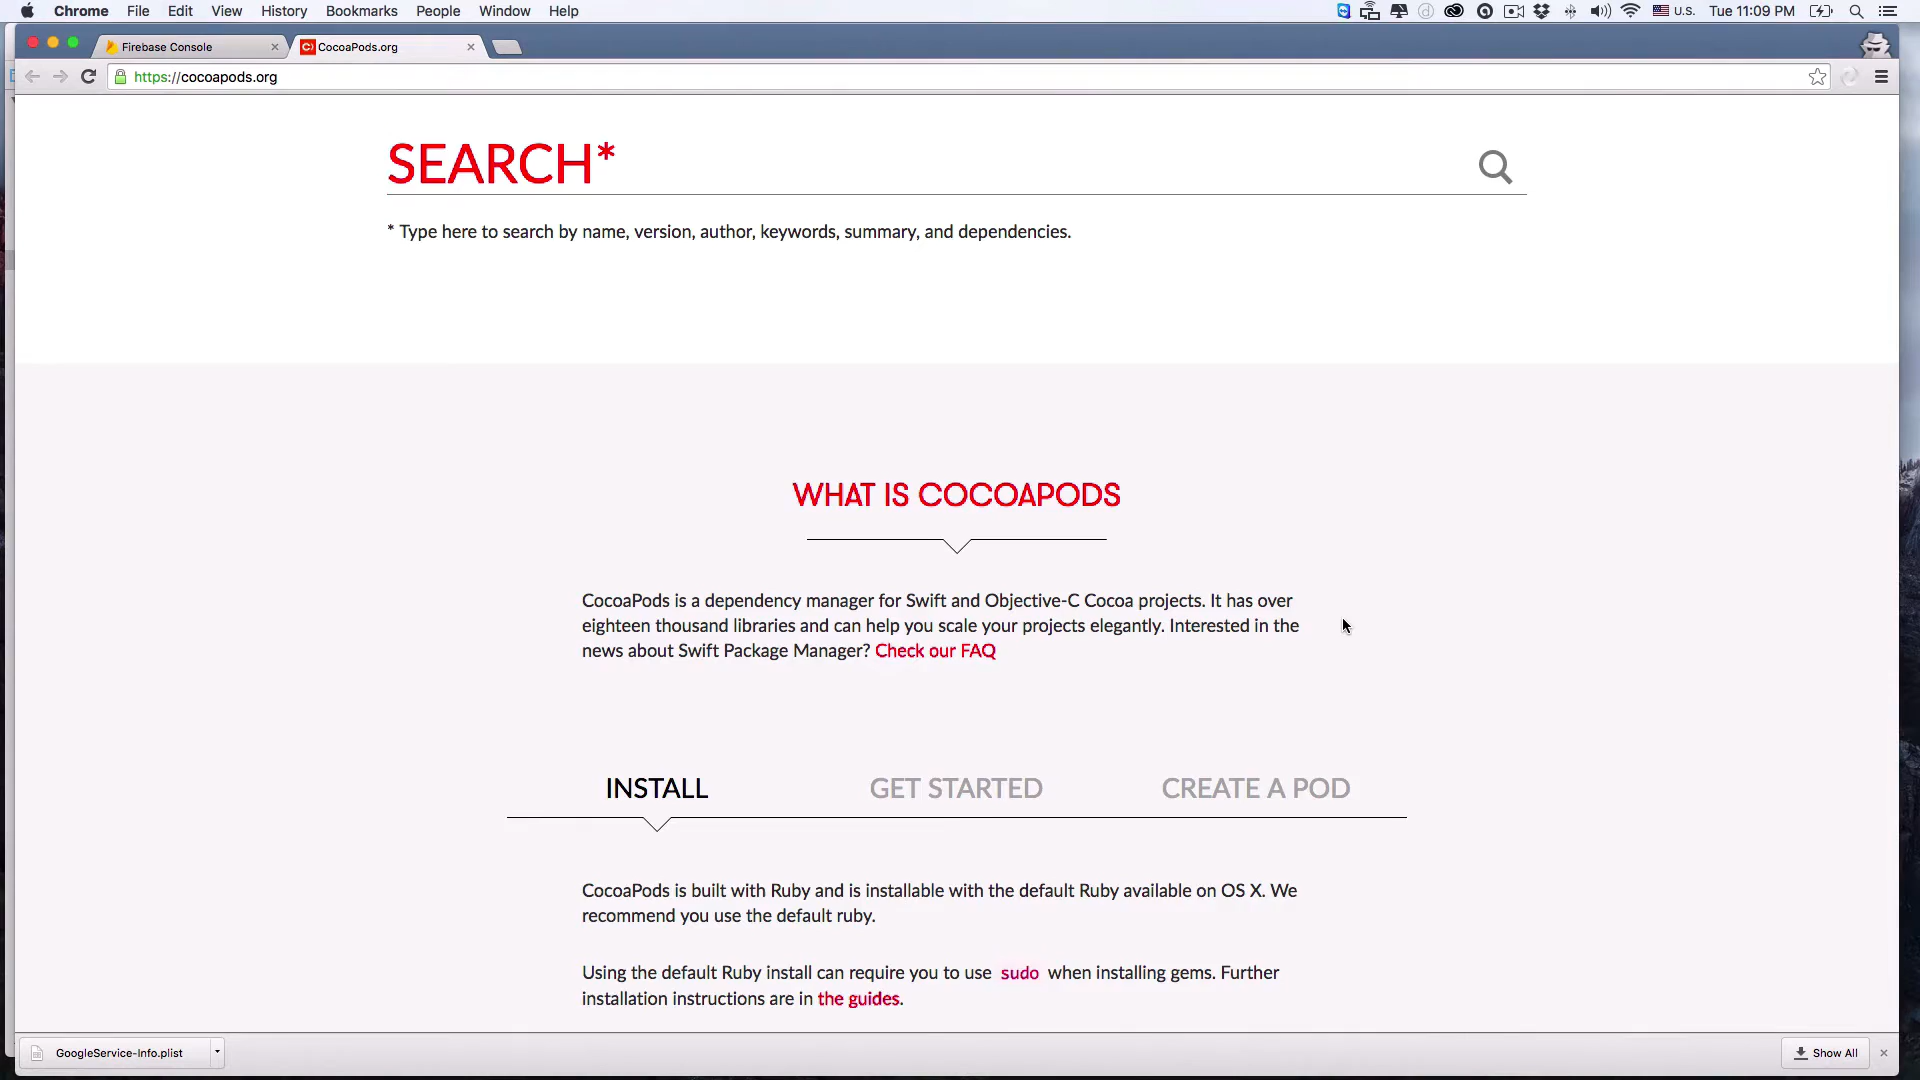 Chrome File Edit View History Bookmarks People Window Help
U.S. Tue 11:09 PM
Firebase Console
CocoaPods.org
https://cocoapods.org
SEARCH*
* Type here to search by name, version, author, keywords, summary, and dependencies.
WHAT IS COCOAPODS
CocoaPods is a dependency manager for Swift and Objective-C Cocoa projects. It has over
eighteen thousand libraries and can help you scale your projects elegantly. Interested in the
news about Swift Package Manager? Check our FAQ
INSTALL GET STARTED CREATE A POD
CocoaPods is built with Ruby and is installable with the default Ruby available on OS X. We
recommend you use the default ruby.
Using the default Ruby install can require you to use sudo when installing gems. Further
installation instructions are in the guides.
GoogleService-Info.plist
Show All